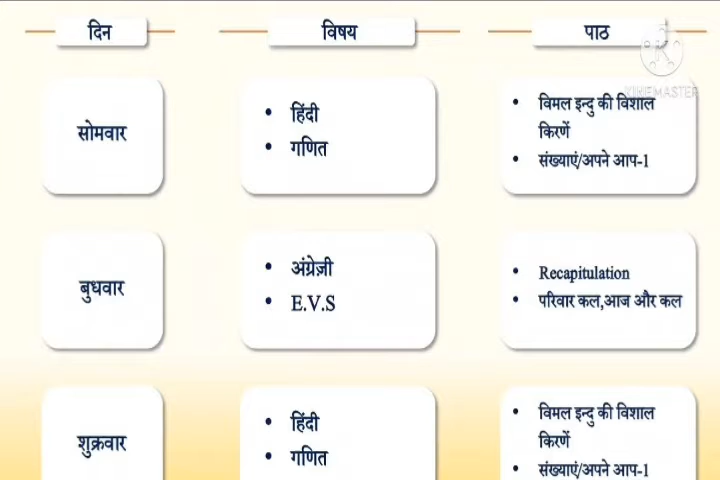 दिन विषय पाठ
KINEMASTER
सोमवार
• हिंदी
• गणित
• विमल इन्दु की विशाल
किरणें
• संख्याएं/अपने आप-1
बुधवार
• अंग्रेज़ी
• E.V.S
• Recapitulation
• परिवार कल,आज और कल
शुक्रवार
• हिंदी
• गणित
• विमल इन्दु की विशाल
किरणें
• संख्याएं/अपने आप-1